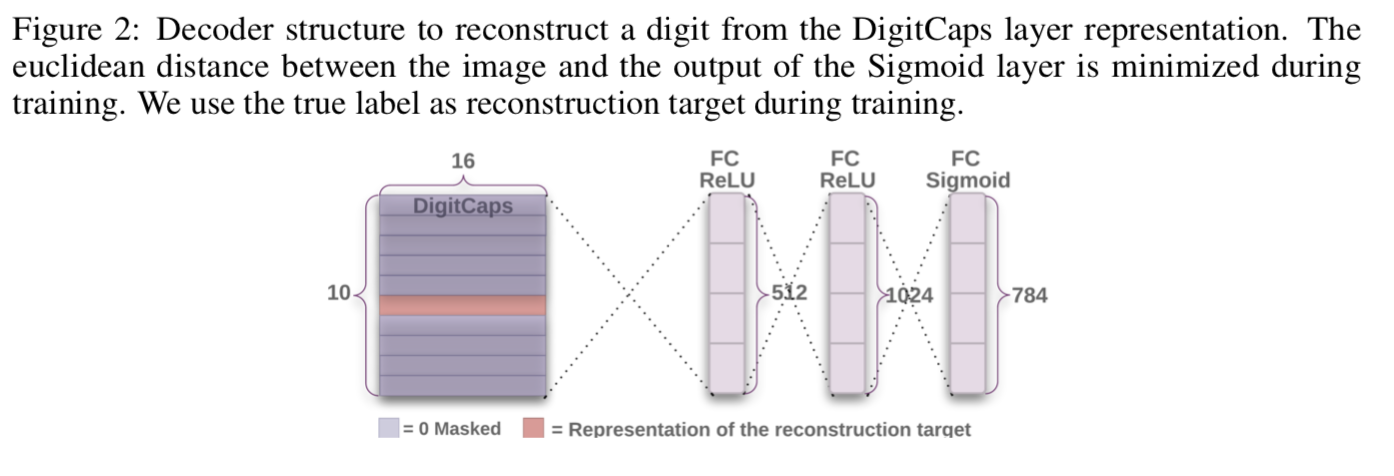 Figure 2: Decoder structure to reconstruct a digit from the DigitCaps layer representation. The
euclidean distance between the image and the output of the Sigmoid layer is minimized during
training. We use the true label as reconstruction target during training.
16
FC
ReLU
FC
ReLU
FC
Sigmoid
DigitCaps
10
512
1024
784
= 0 Masked
= Representation of the reconstruction target